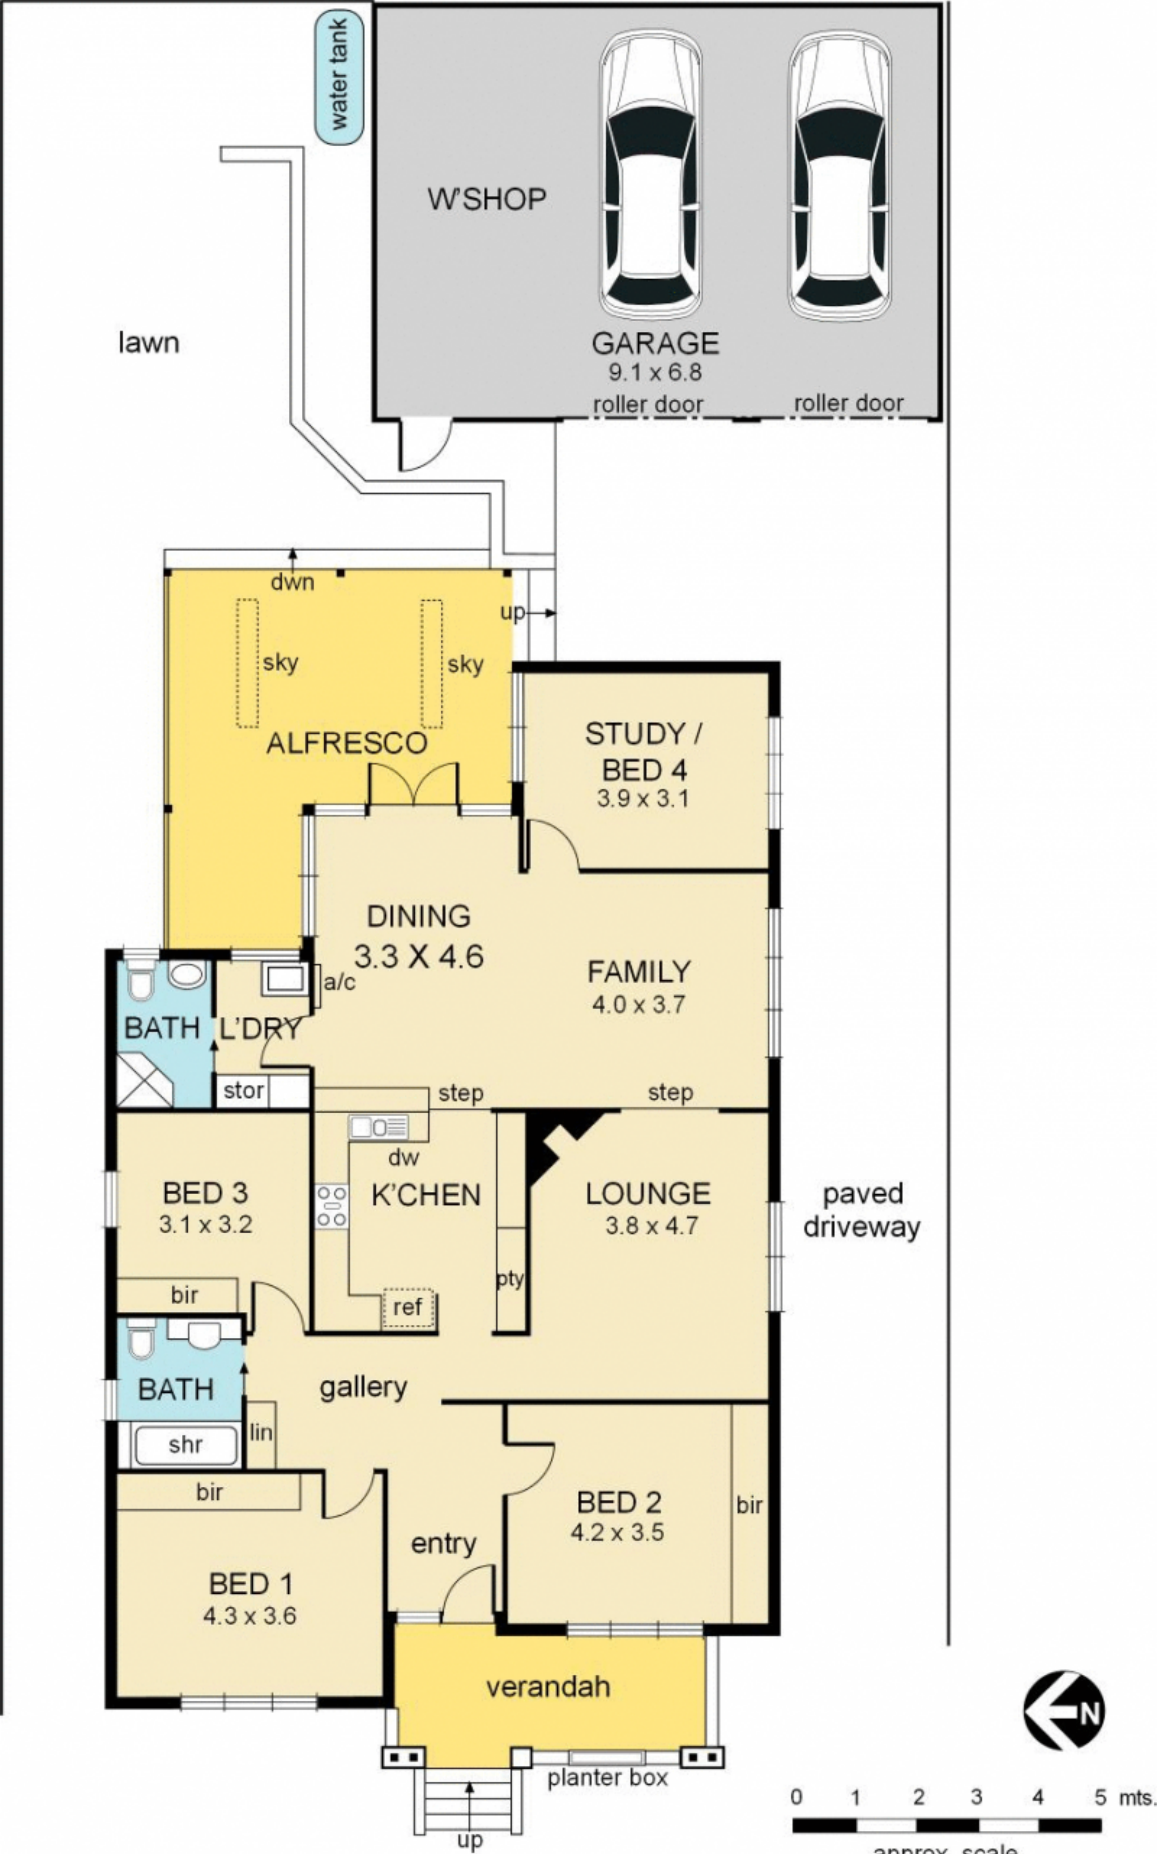 water tank
W'SHOP
lawn
GARAGE
9.1 x 6.8
roller door
roller door
dwn
up
sky
sky
ALFRESCO
STUDY /
BED 4
3.9 x 3.1
DINING
3.3 X 4.6
FAMILY
4.0 x 3.7
a/c
BATH
L'DRY
stor
step
step
dw
K'CHEN
BED 3
3.1 x 3.2
LOUNGE
3.8 x 4.7
paved
driveway
bir
pty
ref
BATH
gallery
lin
shr
bir
BED 2
4.2 x 3.5
bir
entry
BED 1
4.3 x 3.6
verandah
N
planter box
up
0 1 2 3 4 5 mts.
approx. scale